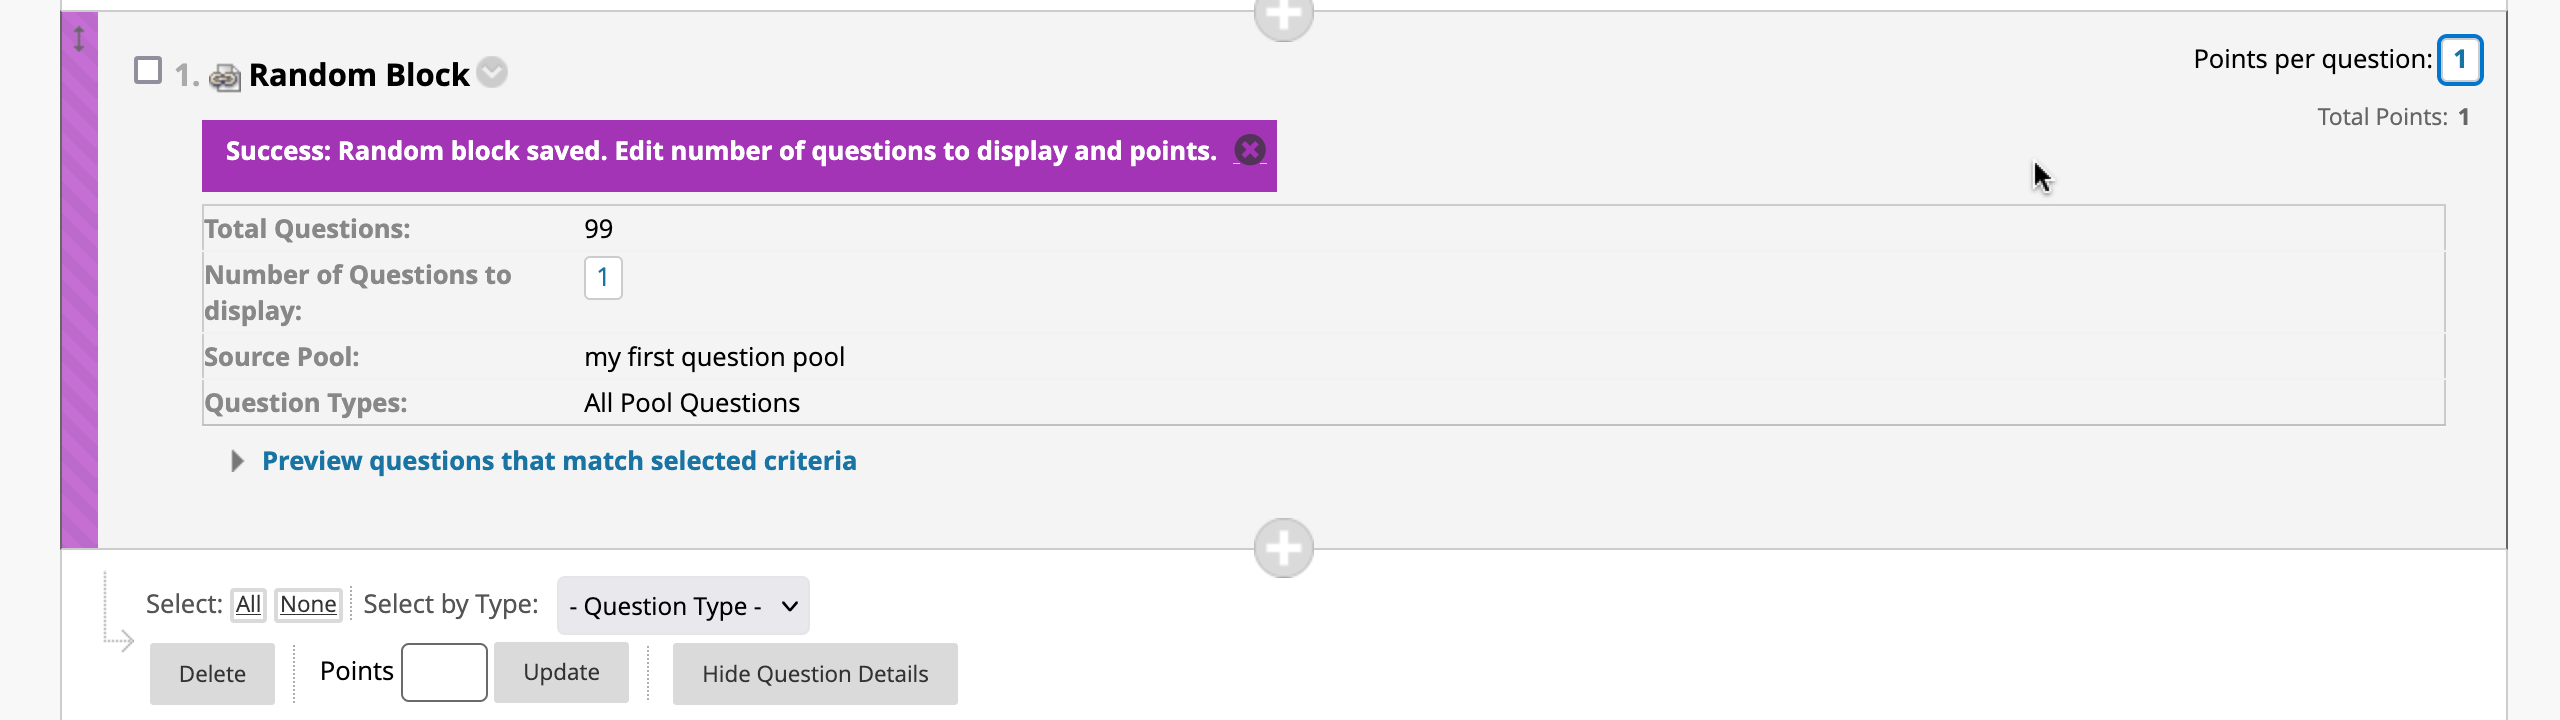 1. Random Block
Points per question: 1
Total Points: 1
Success: Random block saved. Edit number of questions to display and points.
Total Questions: 99
Number of Questions to
display: 1
Source Pool: my first question pool
Question Types: All Pool Questions
Preview questions that match selected criteria
Select: All None Select by Type: - Question Type -
Delete Points Update Hide Question Details